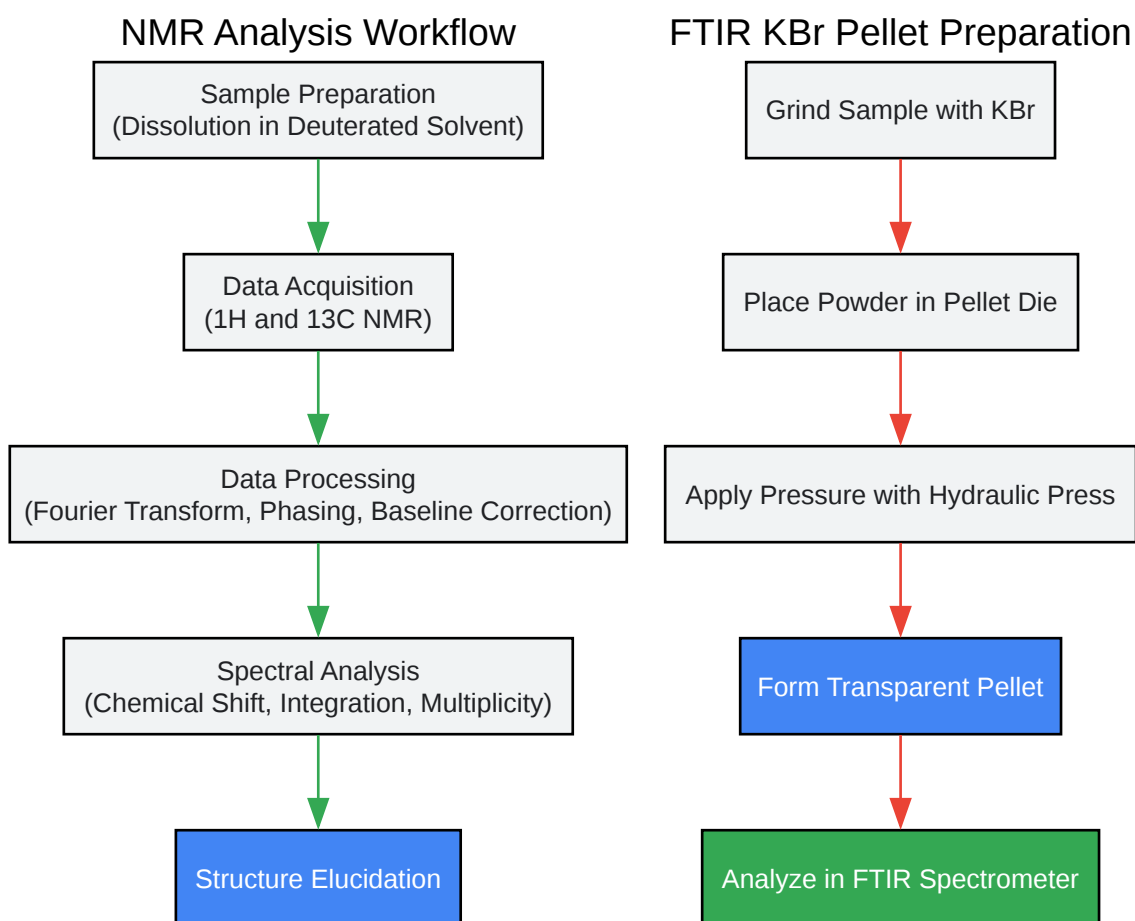 NMR Analysis Workflow
Sample Preparation
(Dissolution in Deuterated Solvent)
Data Acquisition
(1H and 13C NMR)
Data Processing
(Fourier Transform, Phasing, Baseline Correction)
Spectral Analysis
(Chemical Shift, Integration, Multiplicity)
Structure Elucidation
FTIR KBr Pellet Preparation
Grind Sample with KBr
Place Powder in Pellet Die
Apply Pressure with Hydraulic Press
Form Transparent Pellet
Analyze in FTIR Spectrometer